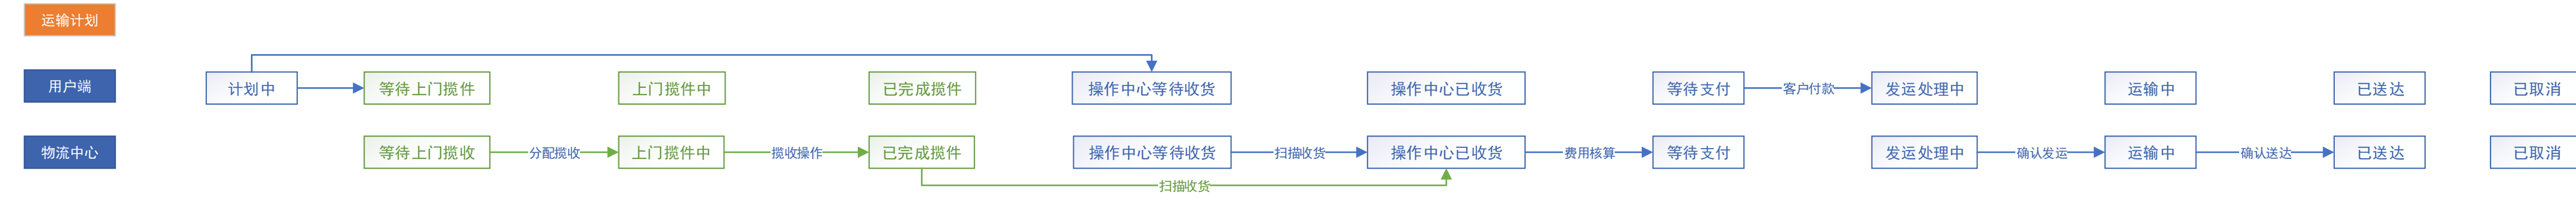 运输计划
用户端
计划中
等待上门揽件
上门揽件中
已完成揽件
操作中心等待收货
操作中心已收货
等待支付
客户付款
发运处理中
运输中
已送达
已取消
物流中心
等待上门揽收
分配揽收
上门揽件中
揽收操作
已完成揽件
操作中心等待收货
扫描收货
操作中心已收货
费用核算
等待支付
发运处理中
确认发运
运输中
确认送达
已送达
已取消
扫描收货